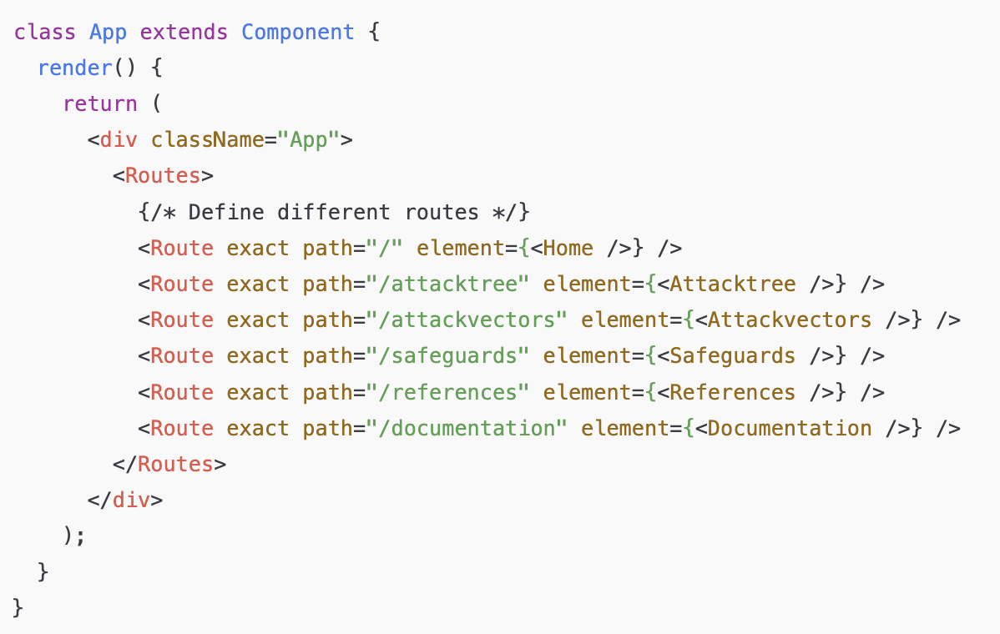 class App extends Component {
  render() {
    return (
      <div className="App">
        <Routes>
          {/* Define different routes */}
          <Route exact path="/" element={<Home />} />
          <Route exact path="/attacktree" element={<Attacktree />} />
          <Route exact path="/attackvectors" element={<Attackvectors />} />
          <Route exact path="/safeguards" element={<Safeguards />} />
          <Route exact path="/references" element={<References />} />
          <Route exact path="/documentation" element={<Documentation />} />
        </Routes>
      </div>
    );
  }
}